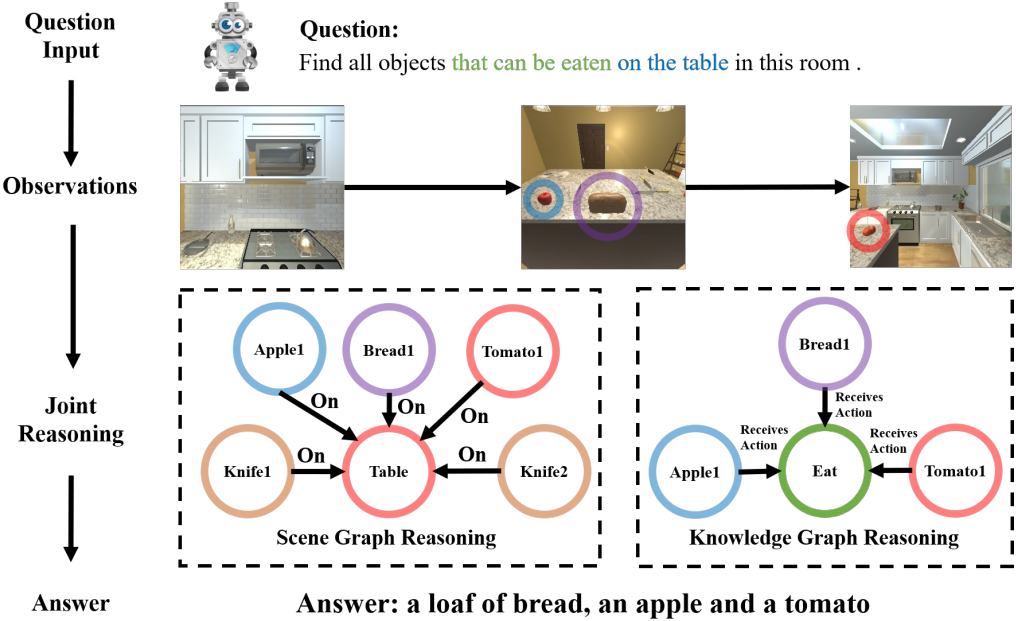 Question
Input
Question:
Find all objects that can be eaten on the table in this room .
Observations
Joint
Reasoning
Apple1
Bread1
Tomato1
On
On
On
Knife1
On
Table
On
Knife2
Scene Graph Reasoning
Bread1
Receives
Action
Receives
Action
Receives
Action
Apple1
Eat
Tomato1
Knowledge Graph Reasoning
Answer
Answer: a loaf of bread, an apple and a tomato